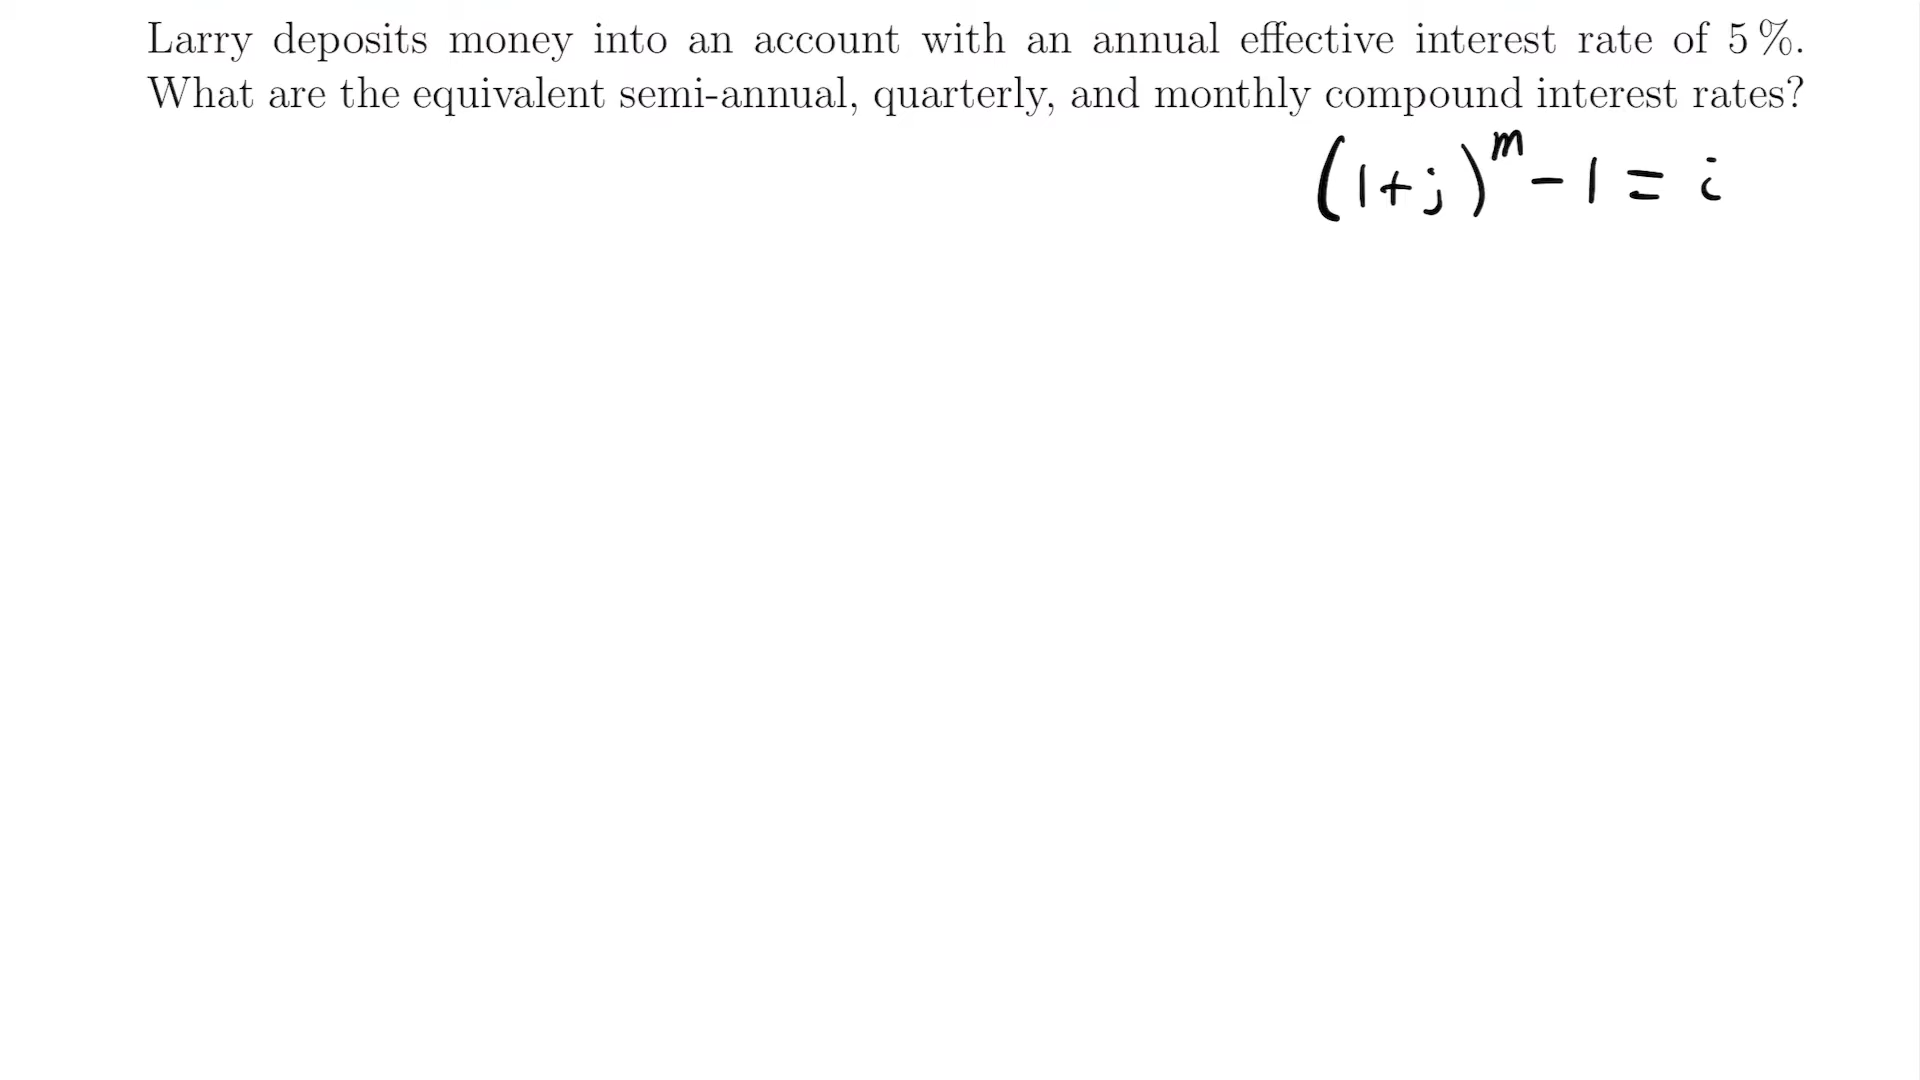 Larry deposits money into an account with an annual effective interest rate of 5 %.
What are the equivalent semi-annual, quarterly, and monthly compound interest rates?
(1+j)^m - 1 = i